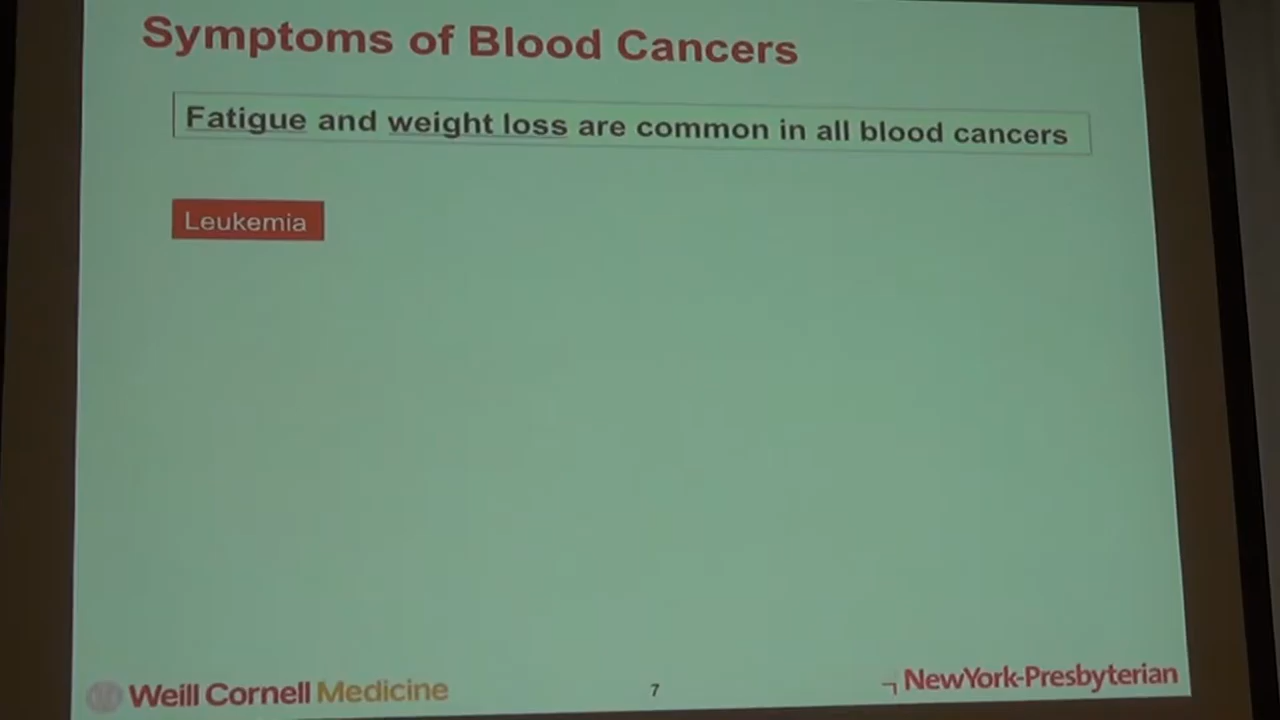 Symptoms of Blood Cancers
Fatigue and weight loss are common in all blood cancers
Leukemia
Weill Cornell Medicine
7
NewYork-Presbyterian